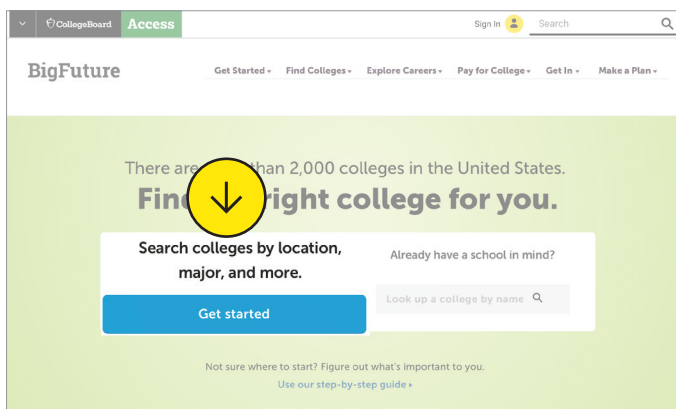 CollegeBoard Access Sign In Search
BigFuture Get Started Find Colleges Explore Careers Pay for College Get In Make a Plan
There are than 2,000 colleges in the United States.
Fin right college for you.
Search colleges by location,
major, and more.
Get started
Already have a school in mind?
Look up a college by name
Not sure where to start? Figure out what's important to you.
Use our step-by-step guide